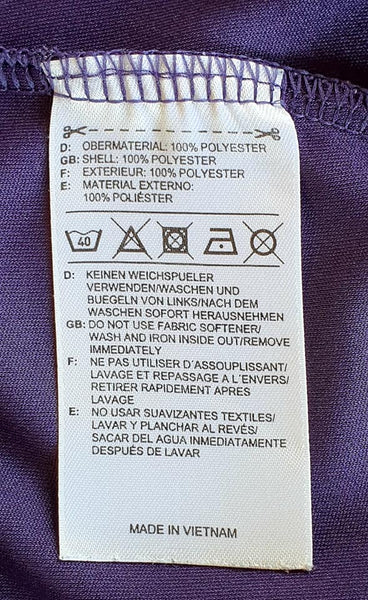 D: OBERMATERIAL: 100% POLYESTER
GB: SHELL: 100% POLYESTER
F: EXTERIEUR: 100% POLYESTER
E: MATERIAL EXTERNO:
100% POLIÉSTER
40
D: KEINEN WEICHSPUELER
VERWENDEN/WASCHEN UND
BUEGELN VON LINKS/NACH DEM
WASCHEN SOFORT HERAUSNEHMEN
GB: DO NOT USE FABRIC SOFTENER/
WASH AND IRON INSIDE OUT/REMOVE
IMMEDIATELY
F: NE PAS UTILISER D'ASSOUPLISSANT/
LAVAGE ET REPASSAGE A L'ENVERS/
RETIRER RAPIDEMENT APRES
LAVAGE
E: NO USAR SUAVIZANTES TEXTILES/
LAVAR Y PLANCHAR AL REVÉS/
SACAR DEL AGUA INMEDIATAMENTE
DESPUÉS DE LAVAR
MADE IN VIETNAM